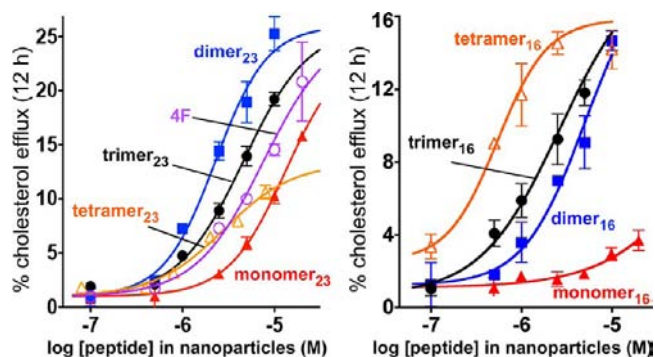 % cholesterol efflux (12 h)
25
20
15
10
5
0
dimer23
4F
trimer23
tetramer23
monomer23
-7
-6
-5
log [peptide] in nanoparticles (M)
% cholesterol efflux (12 h)
16
12
8
4
0
tetramer16
trimer16
dimer16
monomer16
-7
-6
-5
log [peptide] in nanoparticles (M)